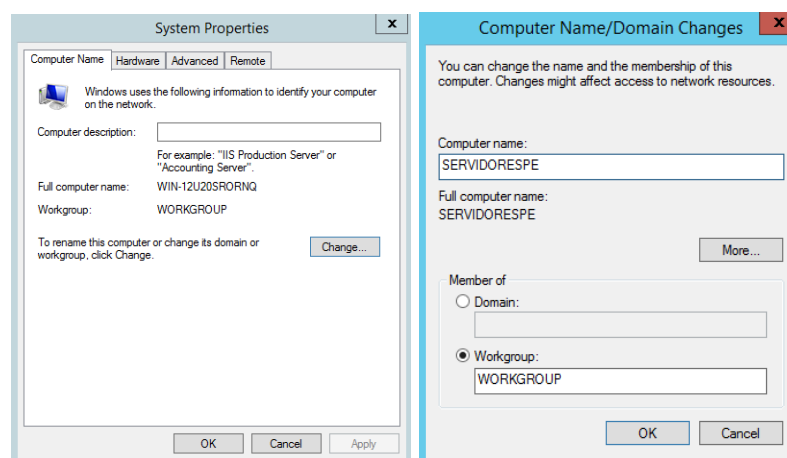 System Properties
x
Computer Name Hardware Advanced Remote
Windows uses the following information to identify your computer
on the network.
Computer description:
For example: "IIS Production Server" or
"Accounting Server".
Full computer name: WIN-12U20SRORNQ
Workgroup: WORKGROUP
To rename this computer or change its domain or
workgroup, click Change.
Change...
OK Cancel Apply
Computer Name/Domain Changes
x
You can change the name and the membership of this
computer. Changes might affect access to network resources.
Computer name:
SERVIDORESPE
Full computer name:
SERVIDORESPE
More...
Member of
Domain:
Workgroup:
WORKGROUP
OK Cancel